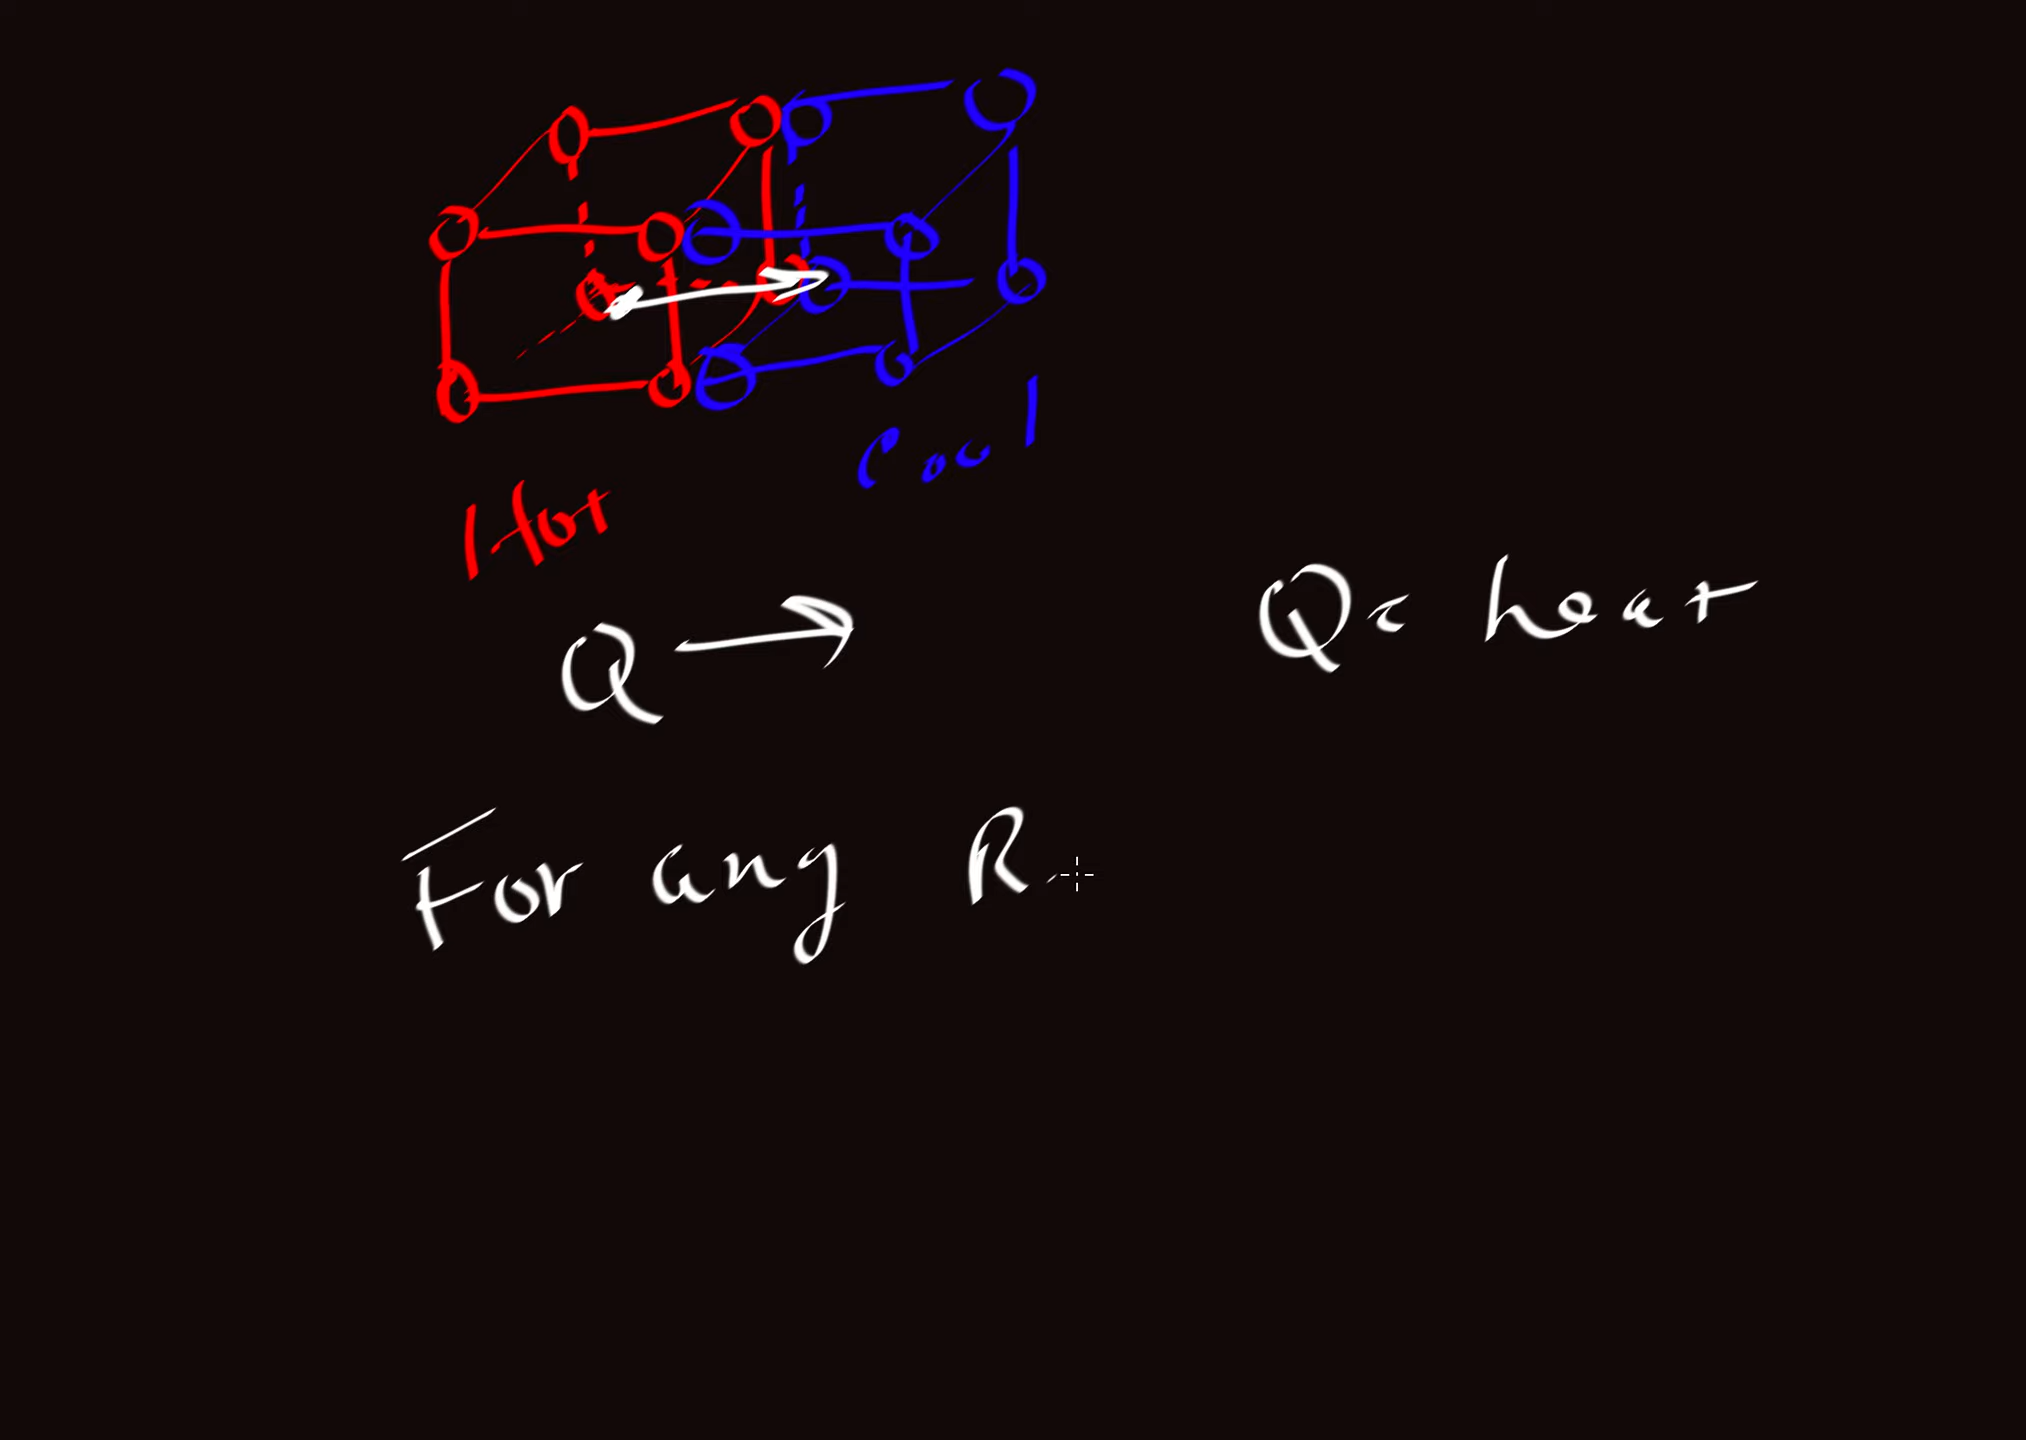 Cool
Hot
Q → Q = heat
For any R